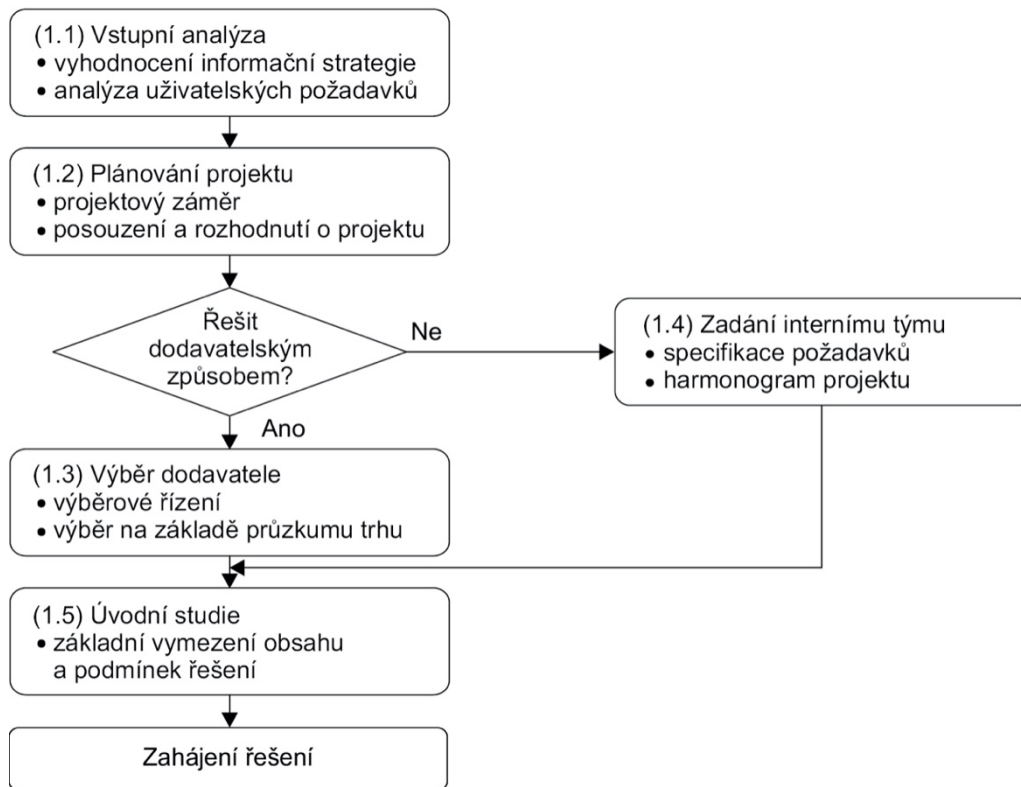 (1.1) Vstupní analýza
• vyhodnocení informační strategie
• analýza uživatelských požadavků
(1.2) Plánování projektu
• projektový záměr
• posouzení a rozhodnutí o projektu
Řešit
dodavatelským
způsobem?
Ne
(1.4) Zadání internímu týmu
• specifikace požadavků
• harmonogram projektu
Ano
(1.3) Výběr dodavatele
• výběrové řízení
• výběr na základě průzkumu trhu
(1.5) Úvodní studie
• základní vymezení obsahu
a podmínek řešení
Zahájení řešení